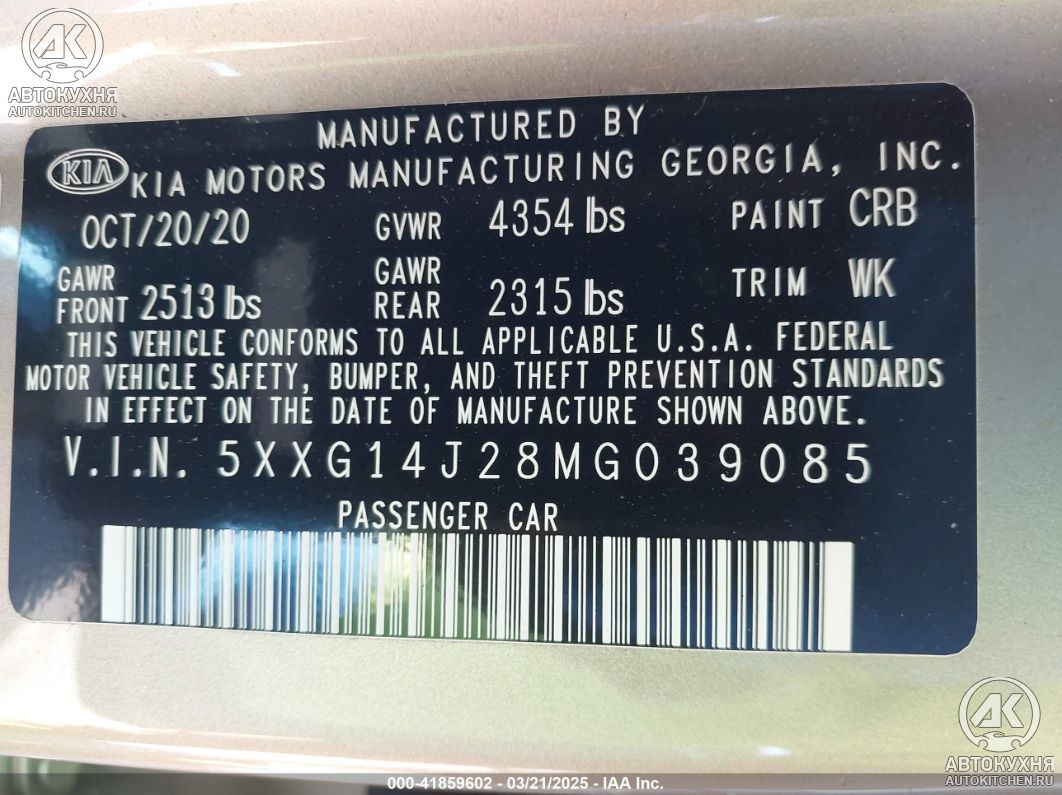 АК
АВТОКУХНЯ
AUTOKITCHEN.RU
MANUFACTURED BY
KIA KIA MOTORS MANUFACTURING GEORGIA, INC.
OCT/20/20 GVWR 4354 lbs PAINT CRB
GAWR FRONT 2513 lbs GAWR REAR 2315 lbs TRIM WK
THIS VEHICLE CONFORMS TO ALL APPLICABLE U.S.A. FEDERAL
MOTOR VEHICLE SAFETY, BUMPER, AND THEFT PREVENTION STANDARDS
IN EFFECT ON THE DATE OF MANUFACTURE SHOWN ABOVE.
V.I.N. 5XXG14J28MG039085
PASSENGER CAR
АК
АВТОКУХНЯ
AUTOKITCHEN.RU
000-41859602 - 03/21/2025 - IAA Inc.